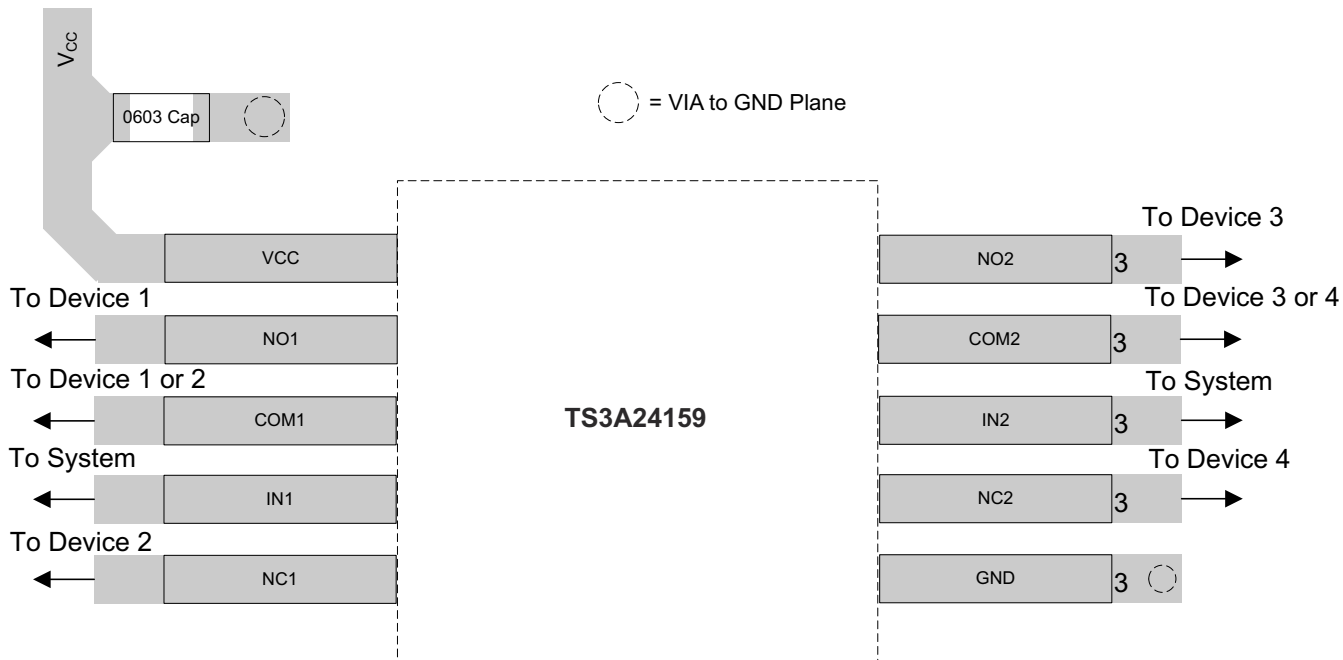 VCC
0603 Cap
= VIA to GND Plane
To Device 3
VCC
NO2
3
To Device 1
To Device 3 or 4
NO1
COM2
3
To Device 1 or 2
To System
COM1
TS3A24159
IN2
3
To System
To Device 4
IN1
NC2
3
To Device 2
NC1
GND
3